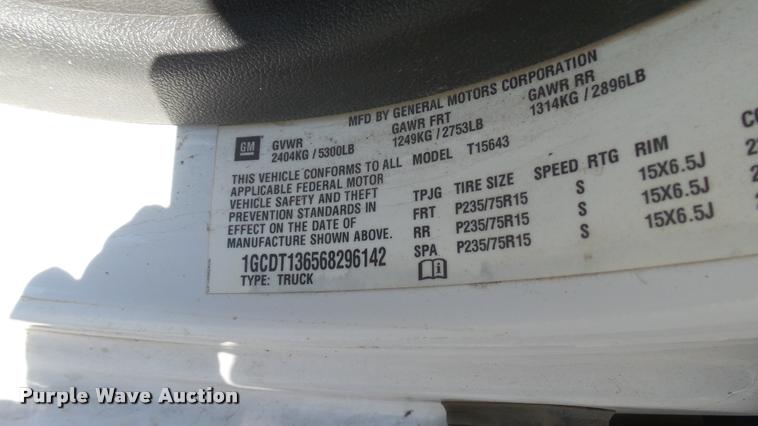 MFD BY GENERAL MOTORS CORPORATION
GM GVWR GAWR FRT GAWR RR
2404KG / 5300LB 1249KG / 2753LB 1314KG / 2896LB
THIS VEHICLE CONFORMS TO ALL
APPLICABLE FEDERAL MOTOR
VEHICLE SAFETY AND THEFT
PREVENTION STANDARDS IN
EFFECT ON THE DATE OF
MANUFACTURE SHOWN ABOVE.
1GCDT136568296142
TYPE: TRUCK
MODEL T15643
TPJG TIRE SIZE SPEED RTG RIM
FRT P235/75R15 S 15X6.5J
RR P235/75R15 S 15X6.5J
SPA P235/75R15 S 15X6.5J
Purple Wave Auction